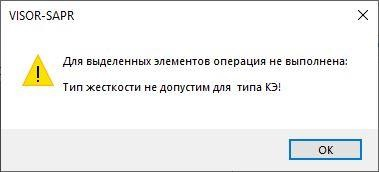 VISOR-SAPR
Для выделенных элементов операция не выполнена:
Тип жесткости не допустим для  типа КЭ!
OK